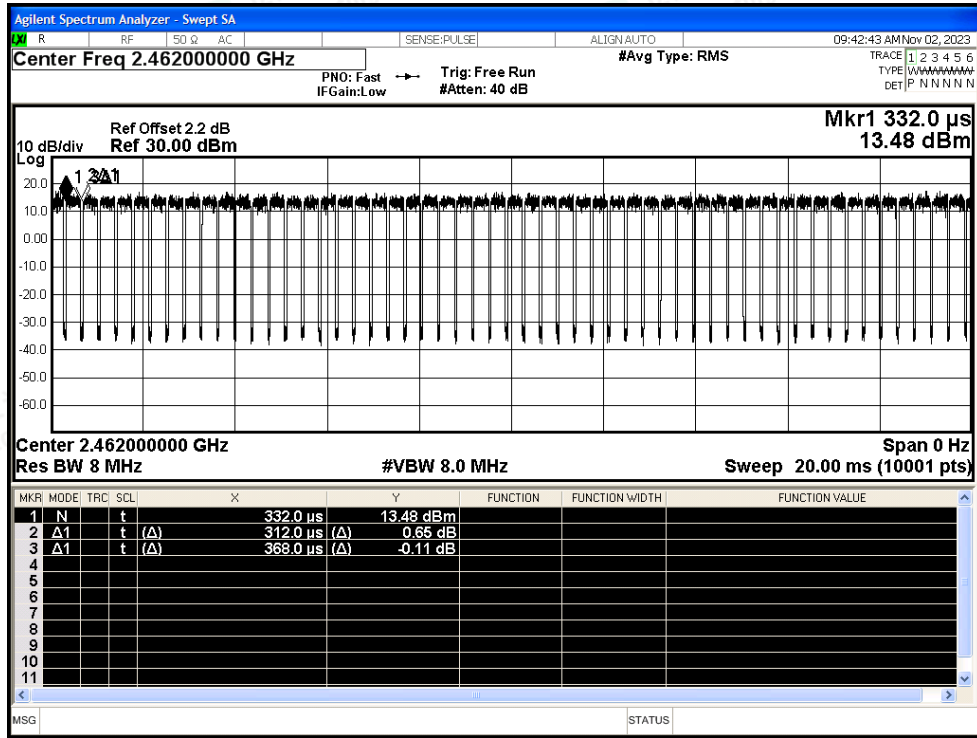 Agilent Spectrum Analyzer - Swept SA
LXI R RF 50 Ω AC SENSE:PULSE ALIGN AUTO 09:42:43 AM Nov 02, 2023
Center Freq 2.462000000 GHz #Avg Type: RMS TRACE 1 2 3 4 5 6
PNO: Fast Trig: Free Run TYPE WWWWWW
IFGain:Low #Atten: 40 dB DET P N N N N N
Mkr1 332.0 µs
Ref Offset 2.2 dB
10 dB/div Ref 30.00 dBm 13.48 dBm
Log
1 2Δ1 3Δ1
20.0
10.0
0.00
-10.0
-20.0
-30.0
-40.0
-50.0
-60.0
Center 2.462000000 GHz Span 0 Hz
Res BW 8 MHz #VBW 8.0 MHz Sweep 20.00 ms (10001 pts)
MKR MODE TRC SCL X Y FUNCTION FUNCTION WIDTH FUNCTION VALUE
1 N t 332.0 µs 13.48 dBm
2 Δ1 t (Δ) 312.0 µs (Δ) 0.65 dB
3 Δ1 t (Δ) 368.0 µs (Δ) -0.11 dB
4
5
6
7
8
9
10
11
MSG STATUS